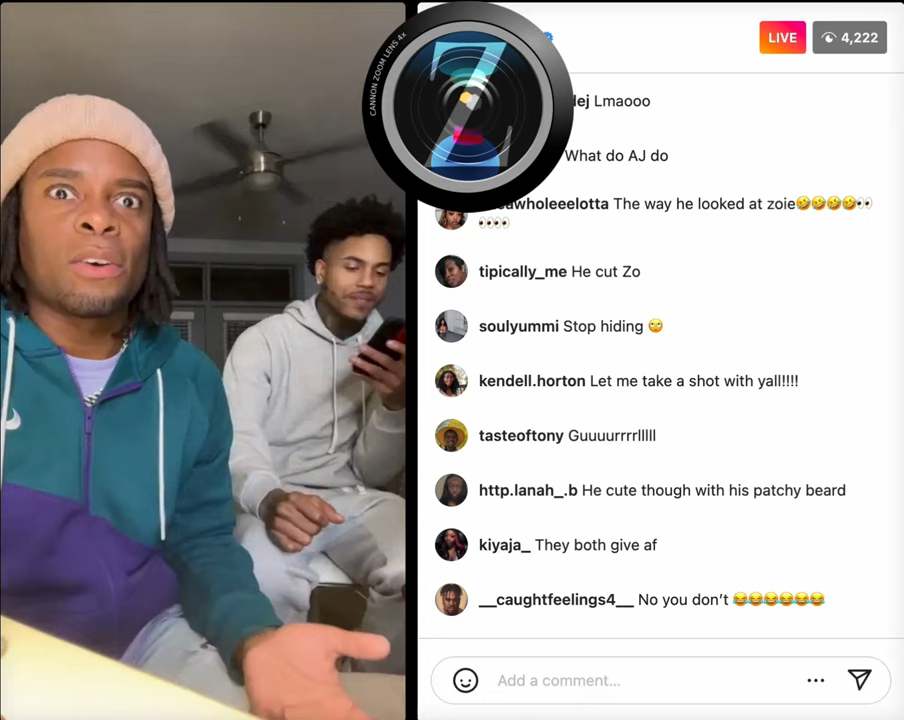 CANNON ZOOM LENS 4x
Z
LIVE 4,222
ej Lmaooo
What do AJ do
awholeeelotta The way he looked at zoie🤣🤣🤣🤣👀
👀👀
tipically_me He cut Zo
soulyummi Stop hiding 🙄
kendell.horton Let me take a shot with yall!!!!
tasteoftony Guuuurrrrlllll
http.lanah_.b He cute though with his patchy beard
kiyaja_ They both give af
__caughtfeelings4__ No you don’t 😂😂😂😂😂😂
Add a comment...